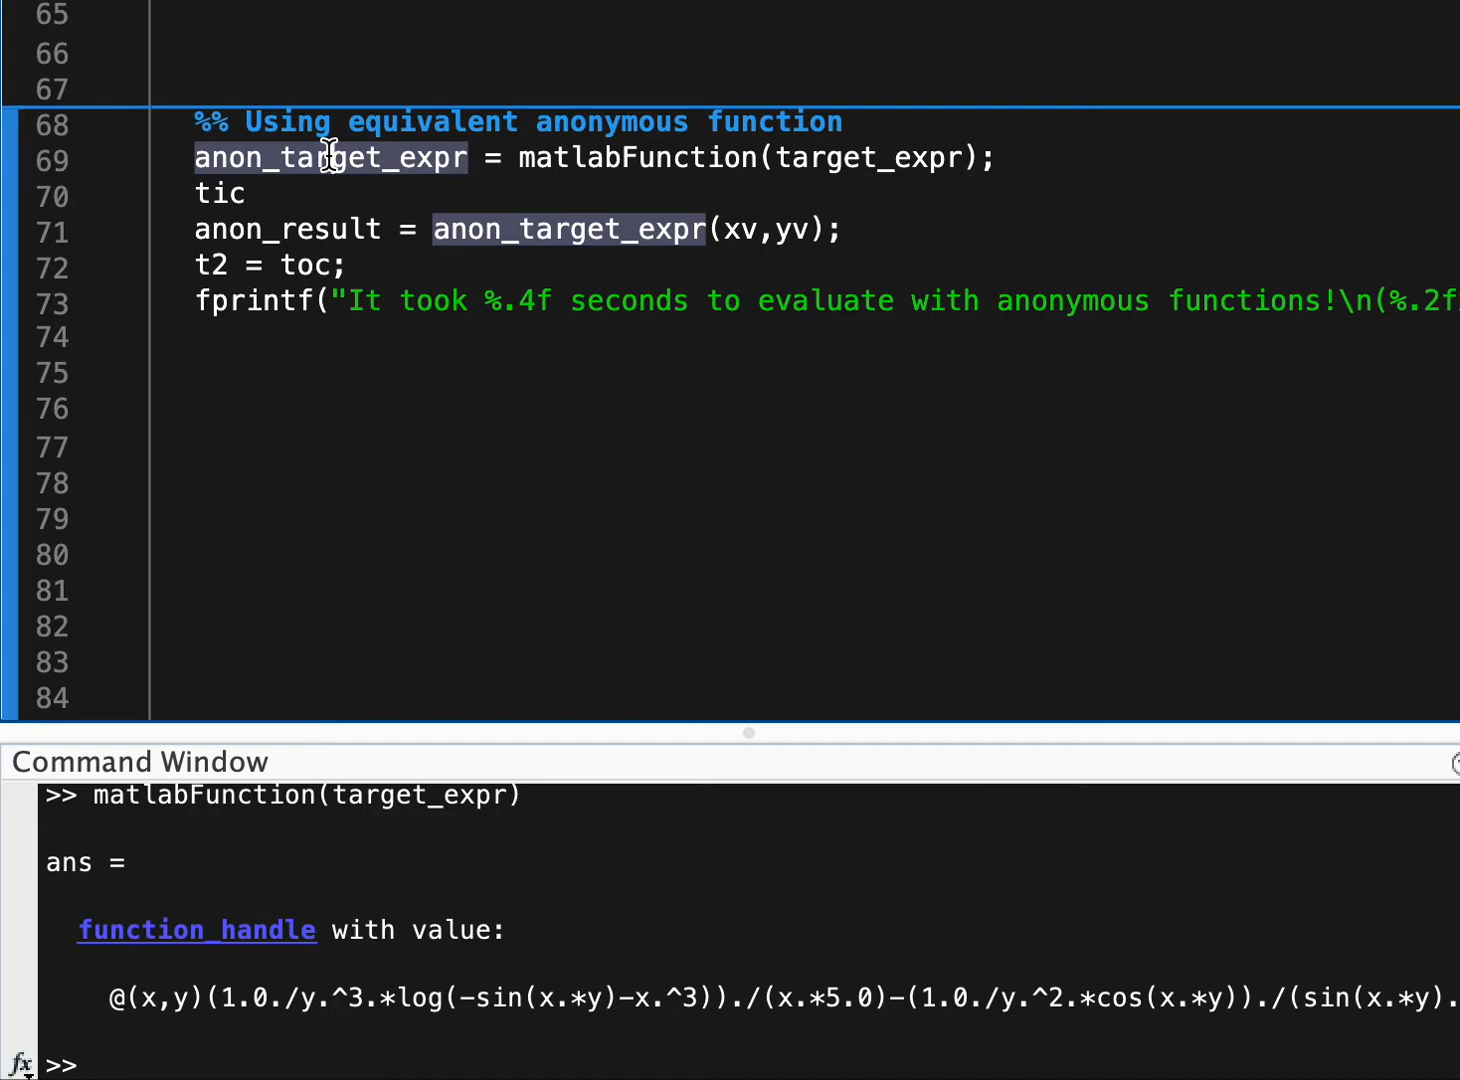 65
66
67
68 %% Using equivalent anonymous function
69 anon_target_expr = matlabFunction(target_expr);
70 tic
71 anon_result = anon_target_expr(xv,yv);
72 t2 = toc;
73 fprintf("It took %.4f seconds to evaluate with anonymous functions!\n(%.2f
74
75
76
77
78
79
80
81
82
83
84
Command Window
>> matlabFunction(target_expr)
ans =
function_handle with value:
@(x,y)(1.0./y.^3.*log(-sin(x.*y)-x.^3))./(x.*5.0)-(1.0./y.^2.*cos(x.*y))./(sin(x.*y).
fx >>